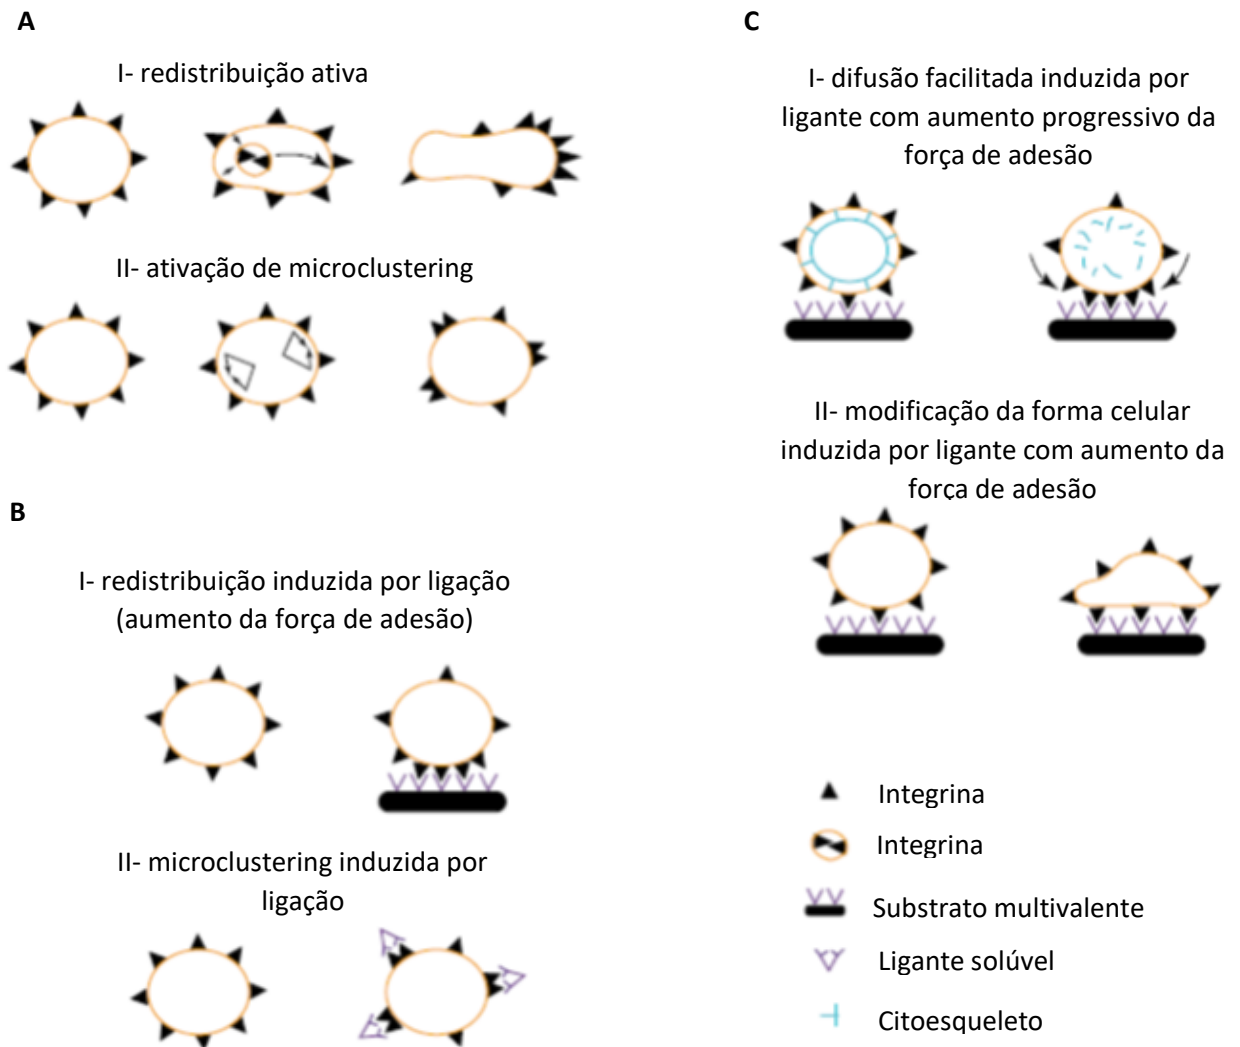 A
I- redistribuição ativa
II- ativação de microclustering
B
I- redistribuição induzida por ligação
(aumento da força de adesão)
II- microclustering induzida por
ligação
C
I- difusão facilitada induzida por
ligante com aumento progressivo da
força de adesão
II- modificação da forma celular
induzida por ligante com aumento da
força de adesão
Integrina
Integrina
Substrato multivalente
Ligante solúvel
Citoesqueleto